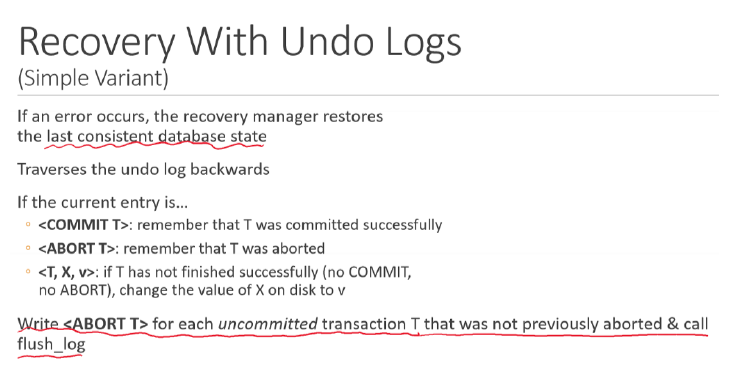 Recovery With Undo Logs
(Simple Variant)
If an error occurs, the recovery manager restores
the last consistent database state
Traverses the undo log backwards
If the current entry is...
◦ <COMMIT T>: remember that T was committed successfully
◦ <ABORT T>: remember that T was aborted
◦ <T, X, v>: if T has not finished successfully (no COMMIT,
no ABORT), change the value of X on disk to v
Write <ABORT T> for each uncommitted transaction T that was not previously aborted & call
flush_log